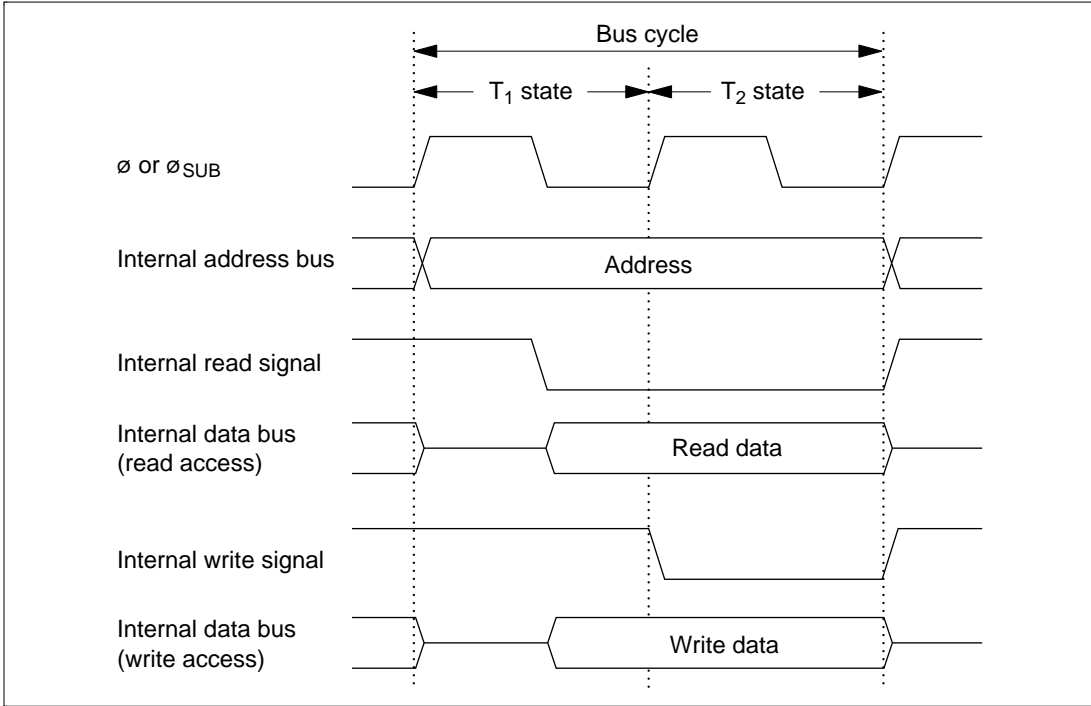 Bus cycle
T₁ state
T₂ state
ø or øSUB
Internal address bus
Address
Internal read signal
Internal data bus
(read access)
Read data
Internal write signal
Internal data bus
(write access)
Write data